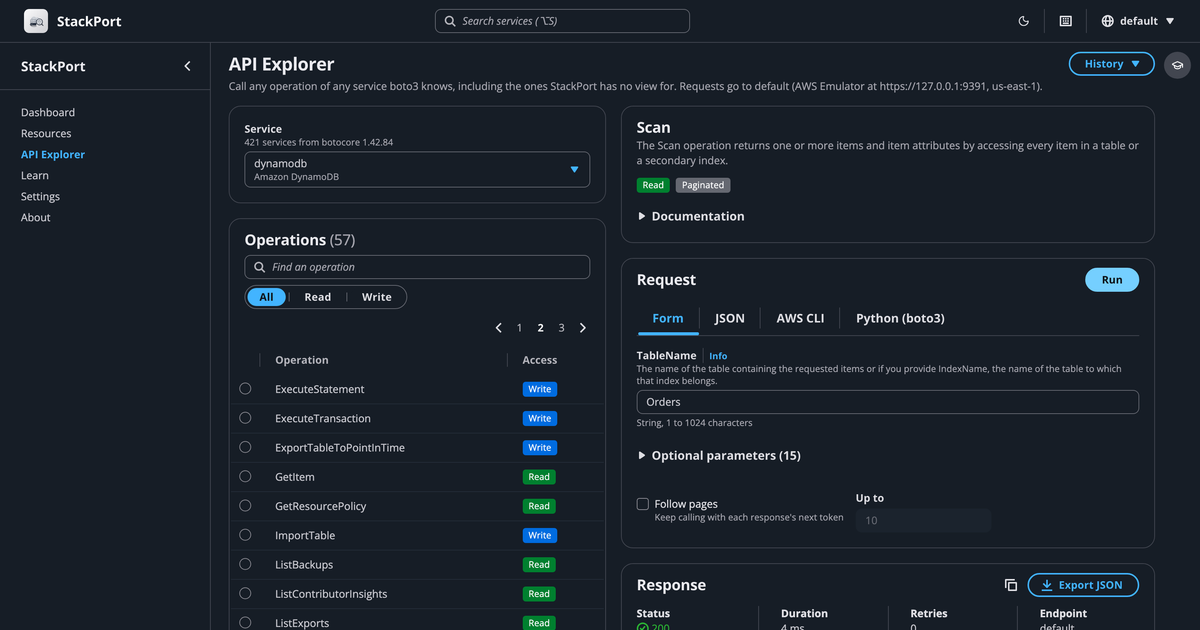 StackPort
Search services (⌥S)
default
StackPort
Dashboard
Resources
API Explorer
Learn
Settings
About
API Explorer
History
Call any operation of any service boto3 knows, including the ones StackPort has no view for. Requests go to default (AWS Emulator at https://127.0.0.1:9391, us-east-1).
Service
421 services from botocore 1.42.84
dynamodb
Amazon DynamoDB
Operations (57)
Find an operation
All
Read
Write
1
2
3
Operation
Access
ExecuteStatement
Write
ExecuteTransaction
Write
ExportTableToPointInTime
Write
GetItem
Read
GetResourcePolicy
Read
ImportTable
Write
ListBackups
Read
ListContributorInsights
Read
ListExports
Read
Scan
The Scan operation returns one or more items and item attributes by accessing every item in a table or
a secondary index.
Read
Paginated
Documentation
Request
Run
Form
JSON
AWS CLI
Python (boto3)
TableName
Info
The name of the table containing the requested items or if you provide IndexName, the name of the table to which
that index belongs.
Orders
String, 1 to 1024 characters
Optional parameters (15)
Follow pages
Keep calling with each response's next token
Up to
10
Response
Export JSON
Status
200
Duration
4 ms
Retries
0
Endpoint
default